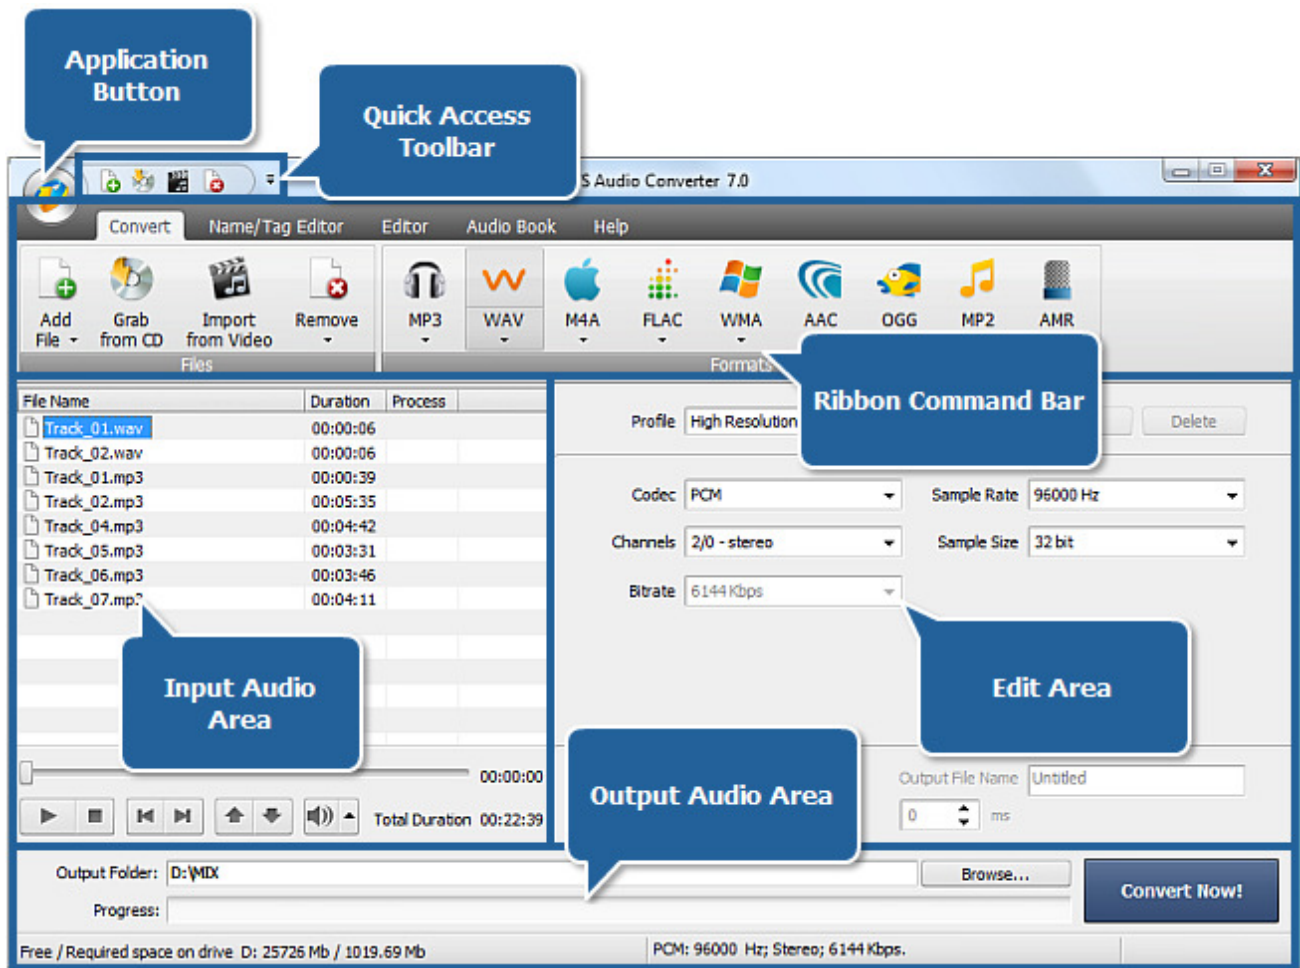 Application
Button
Quick Access
Toolbar
S Audio Converter 7.0
Convert Name/Tag Editor Editor Audio Book Help
Add
File
Grab
from CD
Import
from Video
Remove
MP3
WAV
M4A
FLAC
WMA
AAC
OGG
MP2
AMR
Files
Formats
Ribbon Command Bar
File Name Duration Process
Track_01.wav 00:00:06
Track_02.wav 00:00:06
Track_01.mp3 00:00:39
Track_02.mp3 00:05:35
Track_04.mp3 00:04:42
Track_05.mp3 00:03:31
Track_06.mp3 00:03:46
Track_07.mp3 00:04:11
Input Audio
Area
00:00:00
Total Duration 00:22:39
Profile High Resolution
Delete
Codec PCM Sample Rate 96000 Hz
Channels 2/0 - stereo Sample Size 32 bit
Bitrate 6144 Kbps
Edit Area
Output Audio Area
Output File Name Untitled
0 ms
Output Folder: D:\MIX Browse...
Progress:
Convert Now!
Free / Required space on drive D: 25726 Mb / 1019.69 Mb PCM: 96000 Hz; Stereo; 6144 Kbps.